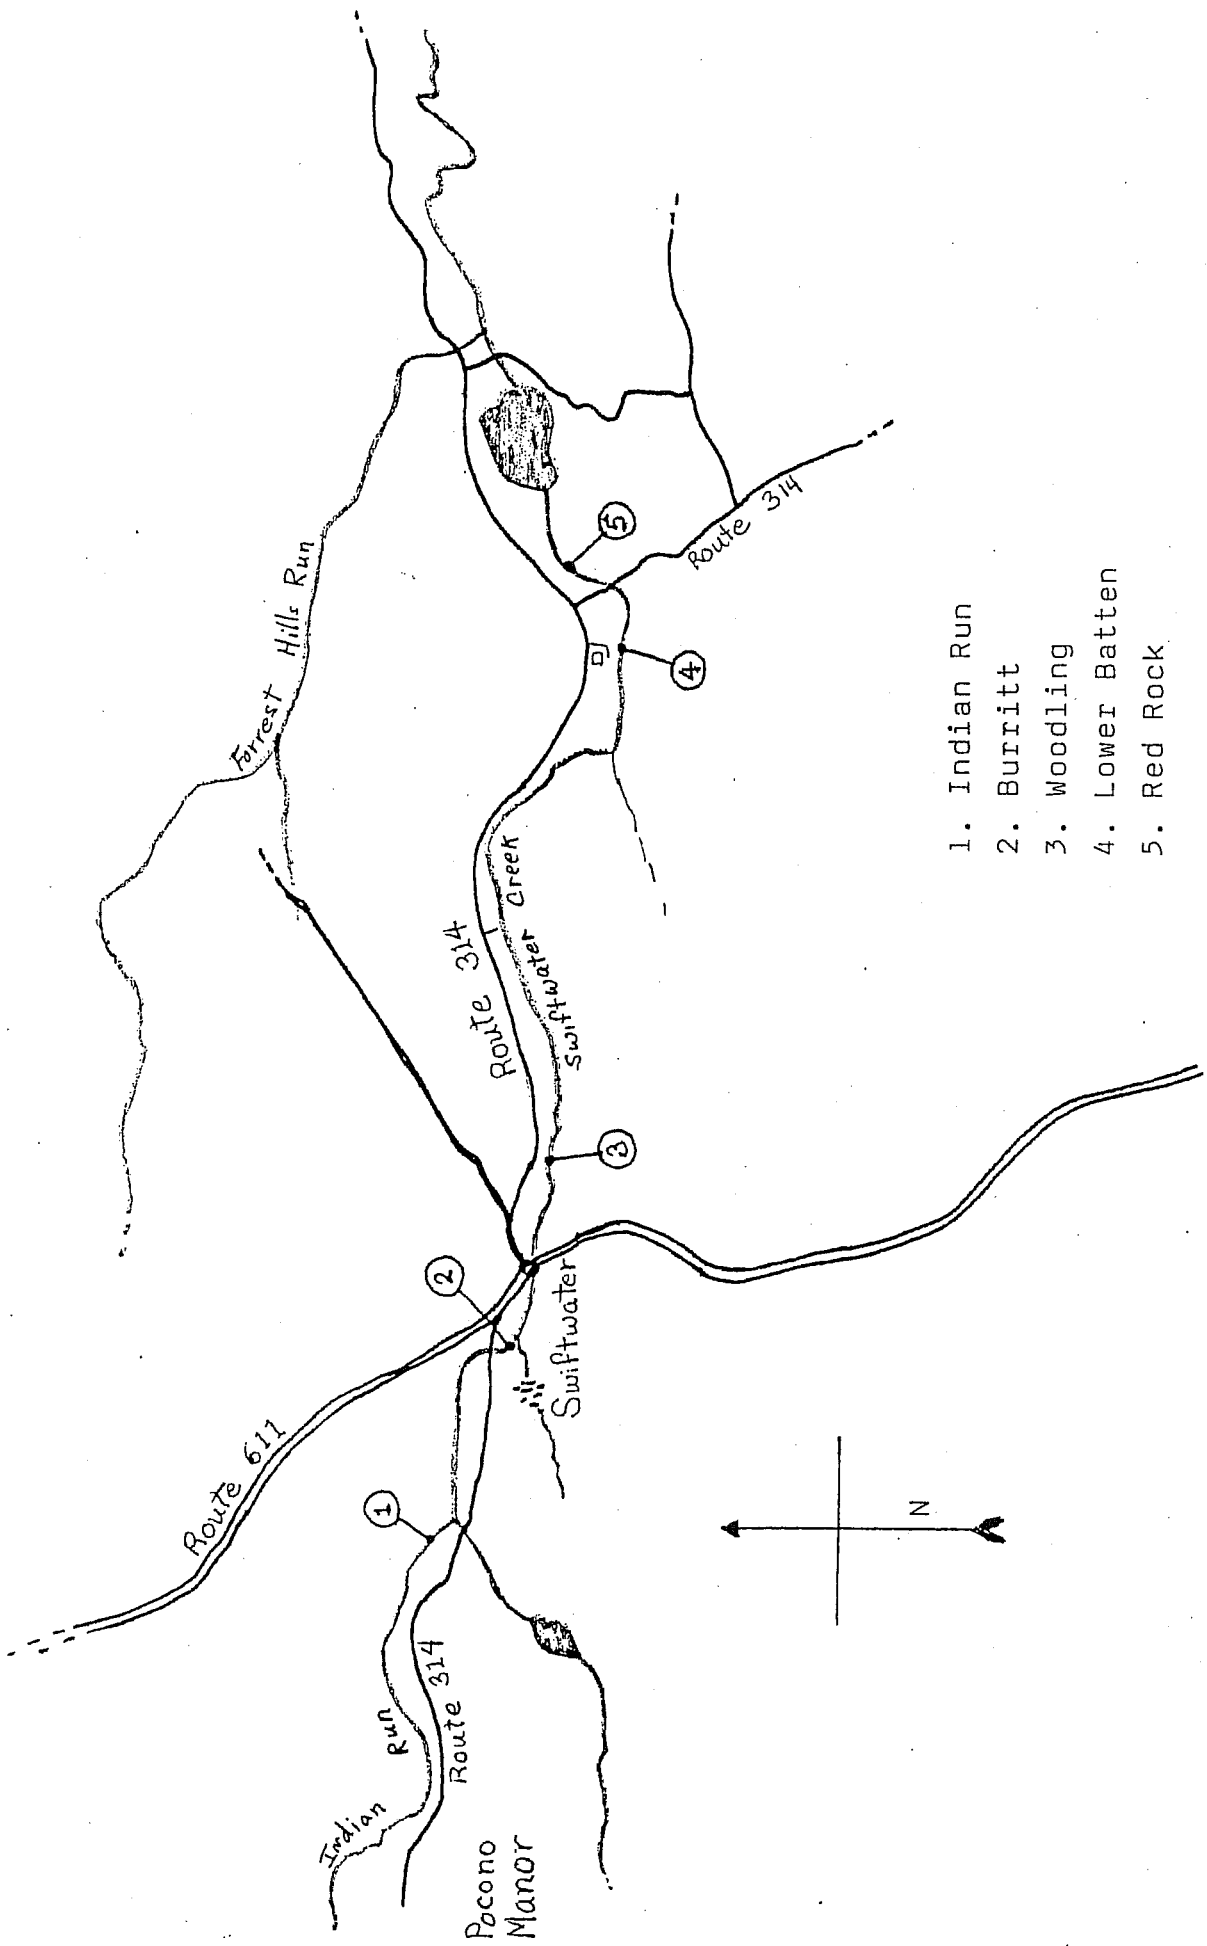 Route 611
Forrest Hills Run
Indian Run
Route 314
Pocono
Manor
1
2
Swiftwater
3
Route 314
Swiftwater Creek
4
5
Route 314
N
1. Indian Run
2. Burritt
3. Woodling
4. Lower Batten
5. Red Rock